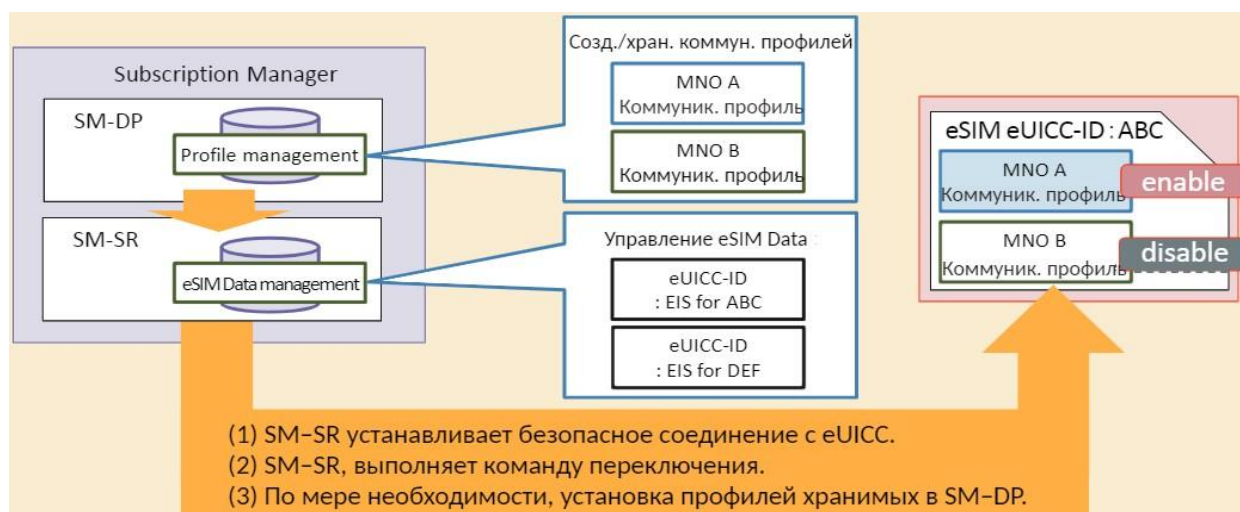 Subscription Manager
SM-DP
Profile management
SM-SR
eSIM Data management
Созд./хран. коммун. профилей
MNO A
Коммуник. профиль
MNO B
Коммуник. профиль
Управление eSIM Data :
eUICC-ID
: EIS for ABC
eUICC-ID
: EIS for DEF
eSIM eUICC-ID : ABC
MNO A
Коммуник. профиль
enable
MNO B
Коммуник. профиль
disable
(1) SM–SR устанавливает безопасное соединение с eUICC.
(2) SM–SR, выполняет команду переключения.
(3) По мере необходимости, установка профилей хранимых в SM–DP.